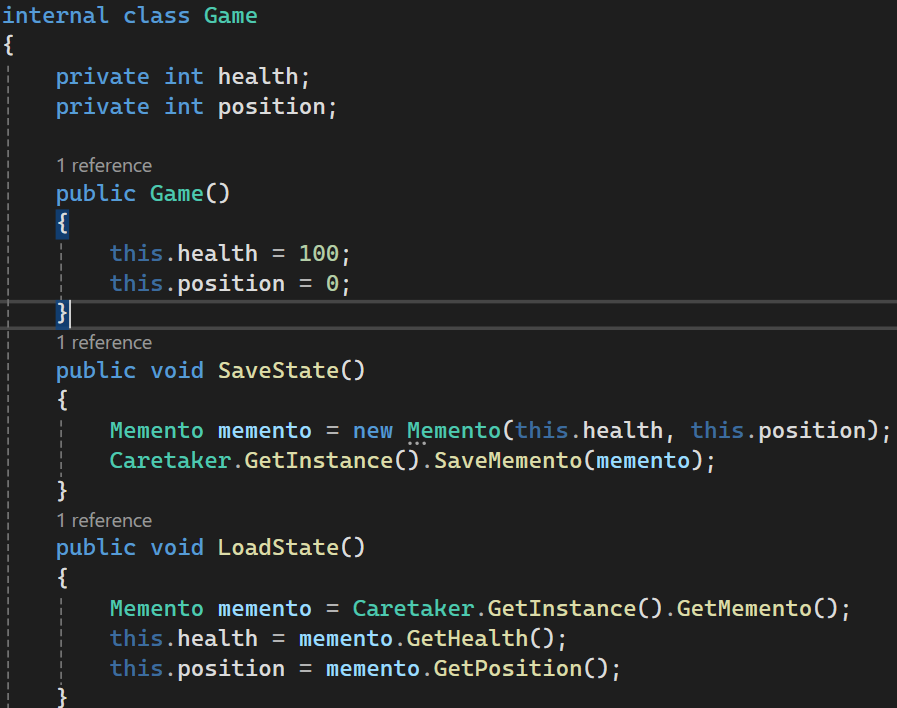 internal class Game
{
    private int health;
    private int position;

    1 reference
    public Game()
    {
        this.health = 100;
        this.position = 0;
    }
    1 reference
    public void SaveState()
    {
        Memento memento = new Memento(this.health, this.position);
        Caretaker.GetInstance().SaveMemento(memento);
    }
    1 reference
    public void LoadState()
    {
        Memento memento = Caretaker.GetInstance().GetMemento();
        this.health = memento.GetHealth();
        this.position = memento.GetPosition();
    }